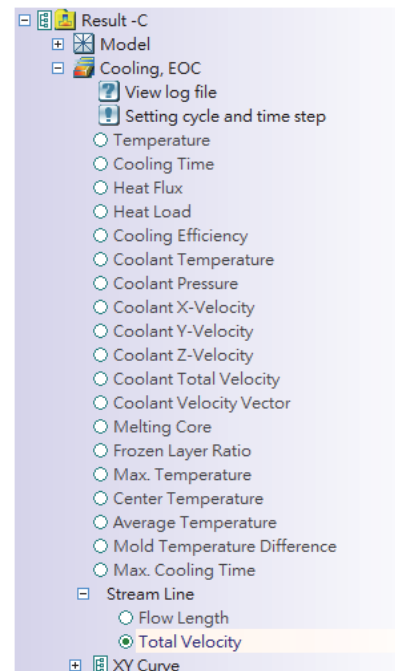 Result -C
Model
Cooling, EOC
View log file
Setting cycle and time step
Temperature
Cooling Time
Heat Flux
Heat Load
Cooling Efficiency
Coolant Temperature
Coolant Pressure
Coolant X-Velocity
Coolant Y-Velocity
Coolant Z-Velocity
Coolant Total Velocity
Coolant Velocity Vector
Melting Core
Frozen Layer Ratio
Max. Temperature
Center Temperature
Average Temperature
Mold Temperature Difference
Max. Cooling Time
Stream Line
Flow Length
Total Velocity
XY Curve